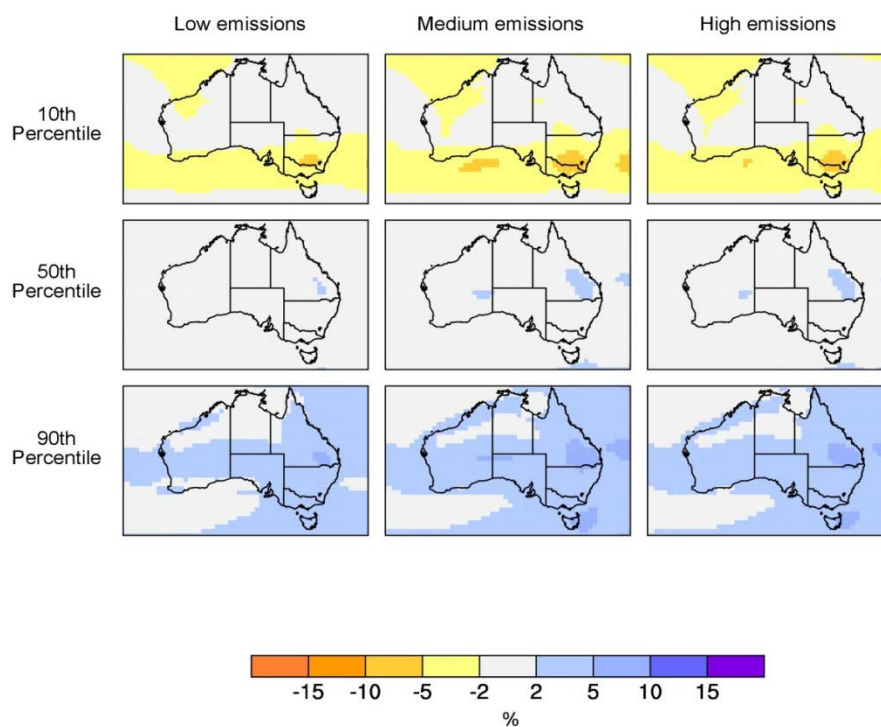 Low emissions Medium emissions High emissions
10th
Percentile
50th
Percentile
90th
Percentile
-15 -10 -5 -2 2 5 10 15
%